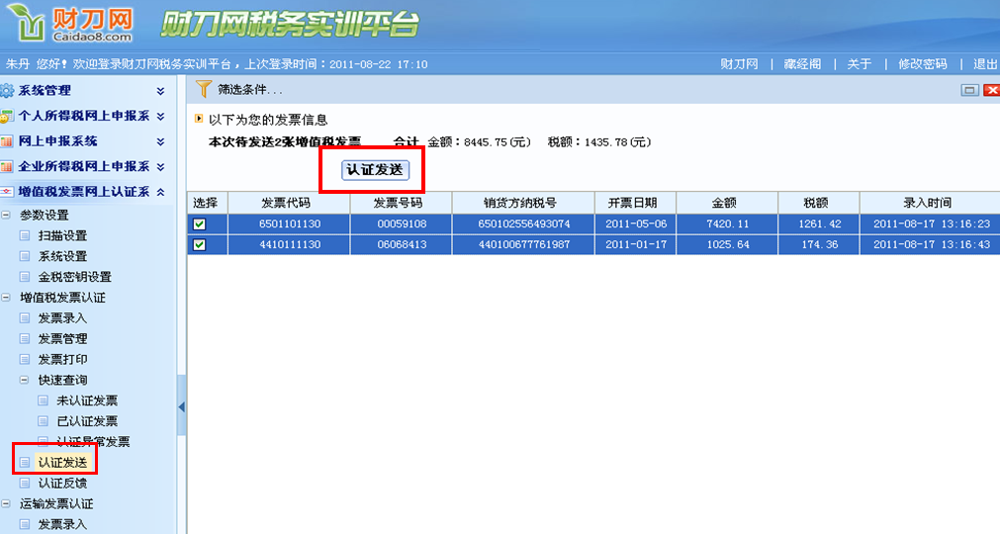 财刀网
Caidao8.com
财刀网税务实训平台
朱丹 您好! 欢迎登录财刀网税务实训平台，上次登录时间：2011-08-22 17:10
财刀网 | 藏经阁 | 关于 | 修改密码 | 退出
系统管理
个人所得税网上申报系
网上申报系统
企业所得税网上申报系
增值税发票网上认证系
参数设置
扫描设置
系统设置
金税密钥设置
增值税发票认证
发票录入
发票管理
发票打印
快速查询
未认证发票
已认证发票
认证异常发票
认证发送
认证反馈
运输发票认证
发票录入
筛选条件...
以下为您的发票信息
本次待发送2张增值税发票 合计 金额：8445.75(元) 税额：1435.78(元)
认证发送
选择 发票代码 发票号码 销货方纳税号 开票日期 金额 税额 录入时间
6501101130 00059108 650102556493074 2011-05-06 7420.11 1261.42 2011-08-17 13:16:23
4410111130 06068413 440100677761987 2011-01-17 1025.64 174.36 2011-08-17 13:16:43